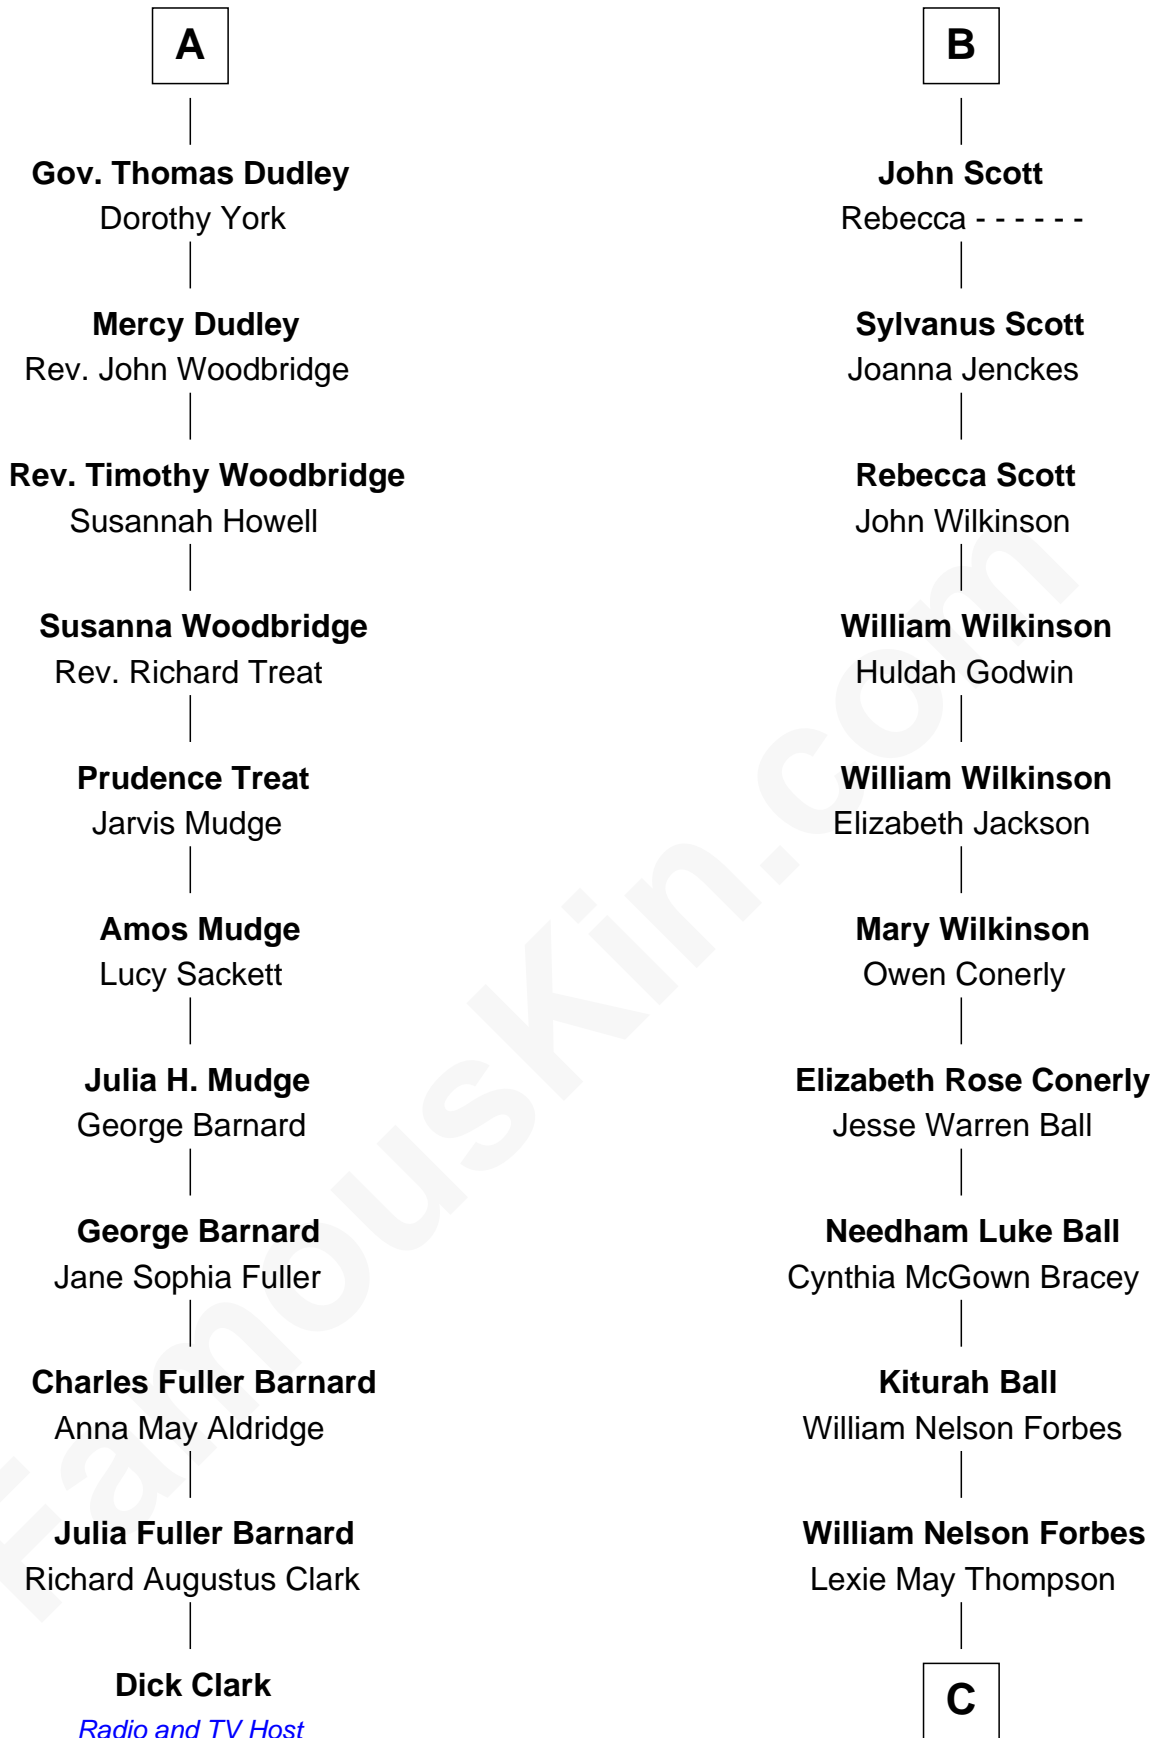 A
Gov. Thomas Dudley
Dorothy York
Mercy Dudley
Rev. John Woodbridge
Rev. Timothy Woodbridge
Susannah Howell
Susanna Woodbridge
Rev. Richard Treat
Prudence Treat
Jarvis Mudge
Amos Mudge
Lucy Sackett
Julia H. Mudge
George Barnard
George Barnard
Jane Sophia Fuller
Charles Fuller Barnard
Anna May Aldridge
Julia Fuller Barnard
Richard Augustus Clark
Dick Clark
Radio and TV Host
B
John Scott
Rebecca - - - - - -
Sylvanus Scott
Joanna Jenckes
Rebecca Scott
John Wilkinson
William Wilkinson
Huldah Godwin
William Wilkinson
Elizabeth Jackson
Mary Wilkinson
Owen Conerly
Elizabeth Rose Conerly
Jesse Warren Ball
Needham Luke Ball
Cynthia McGown Bracey
Kiturah Ball
William Nelson Forbes
William Nelson Forbes
Lexie May Thompson
C
FamousKin.com